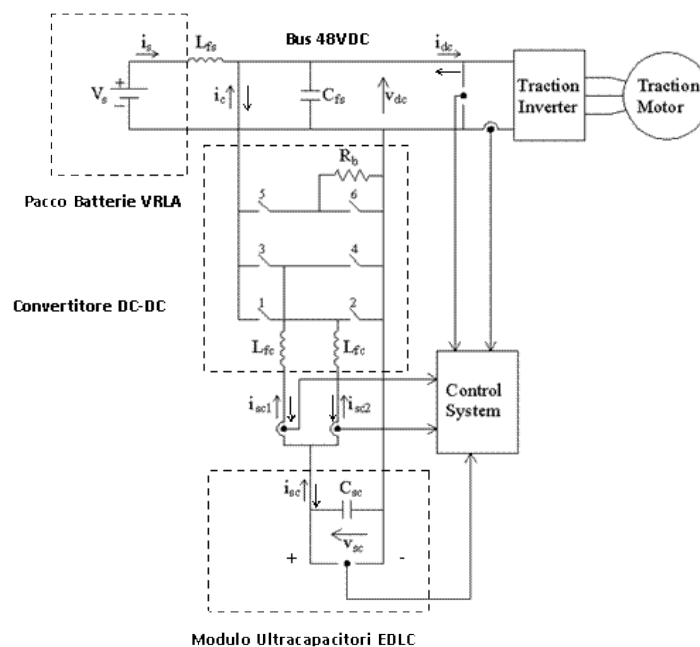 Bus 48VDC
i_s
L_fs
i_dc
V_s
+
−
i_c
C_fs
v_dc
Traction Inverter
Traction Motor
Pacco Batterie VRLA
R_b
5
6
3
4
Convertitore DC-DC
1
2
L_fc
L_fc
Control System
i_sc1
i_sc2
i_sc
C_sc
v_sc
+
-
Modulo Ultracapacitori EDLC